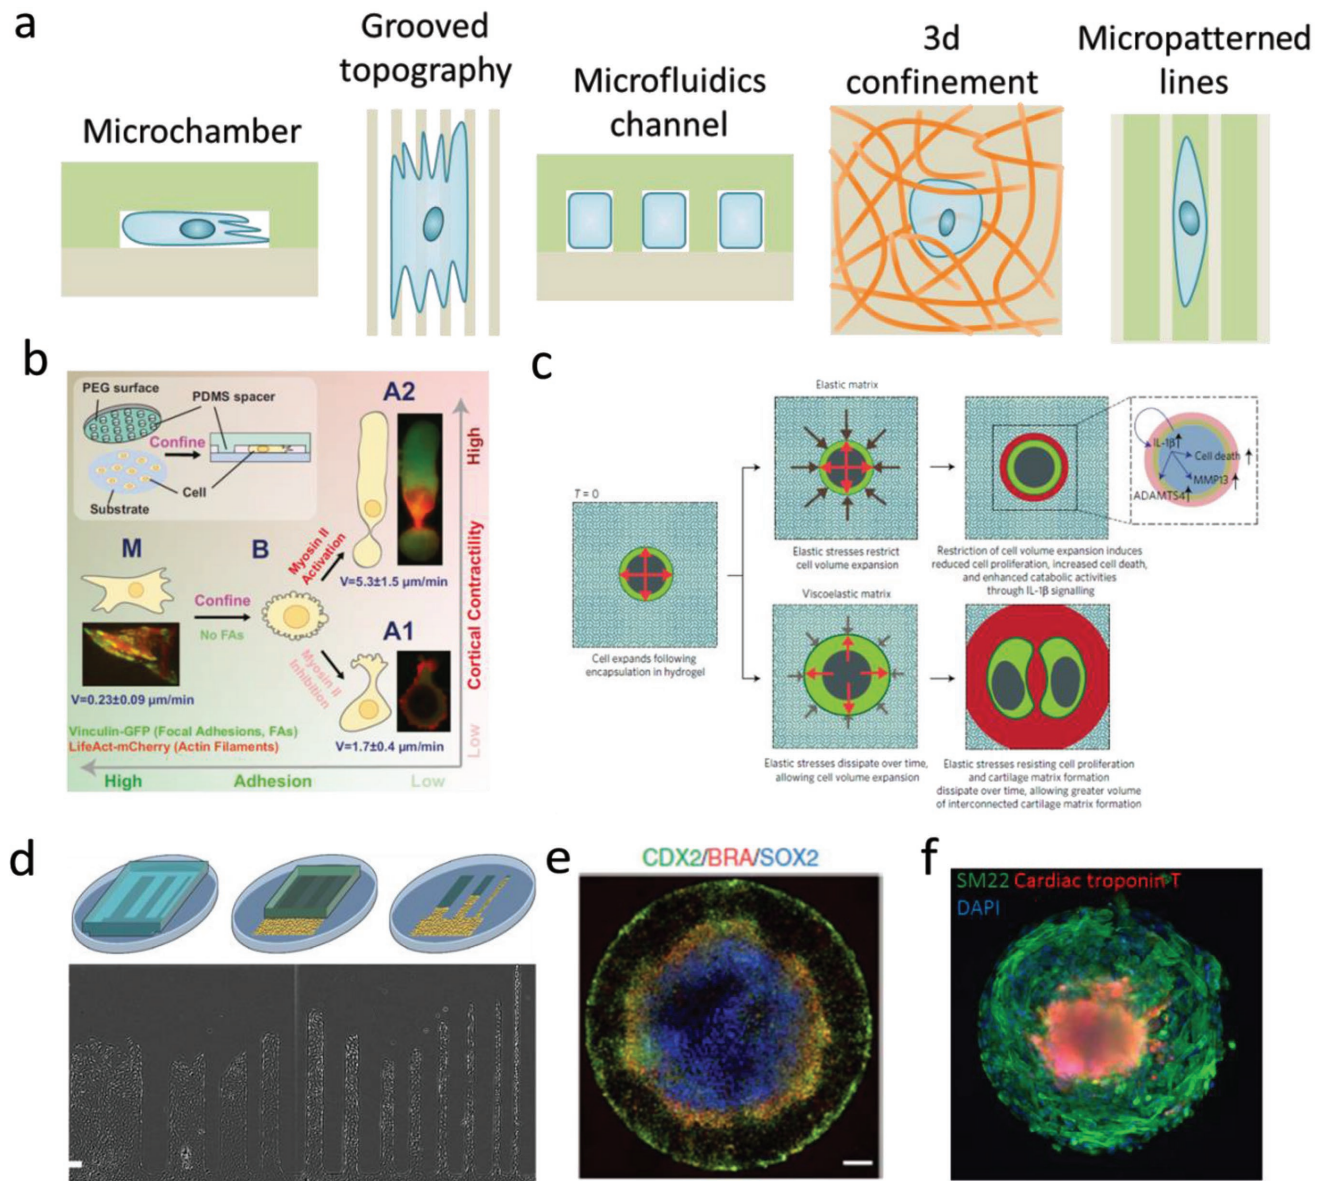 a
Microchamber
Grooved
topography
Microfluidics
channel
3d
confinement
Micropatterned
lines
b
PEG surface
PDMS spacer
Confine
Cell
Substrate
A2
High
Cortical Contractility
Low
Myosin II
Activation
V=5.3±1.5 μm/min
M
B
Confine
No FAs
A1
Myosin II
Inhibition
V=0.23±0.09 μm/min
Vinculin-GFP (Focal Adhesions, FAs)
LifeAct-mCherry (Actin Filaments)
V=1.7±0.4 μm/min
High
Adhesion
Low
c
T = 0
Cell expands following
encapsulation in hydrogel
Elastic matrix
Elastic stresses restrict
cell volume expansion
Restriction of cell volume expansion induces
reduced cell proliferation, increased cell death,
and enhanced catabolic activities
through IL-1β signalling
IL-1β
Cell death
MMP13
ADAMTS4
Viscoelastic matrix
Elastic stresses dissipate over time,
allowing cell volume expansion
Elastic stresses resisting cell proliferation
and cartilage matrix formation
dissipate over time, allowing greater volume
of interconnected cartilage matrix formation
d
e
CDX2/BRA/SOX2
f
SM22 Cardiac troponin T
DAPI